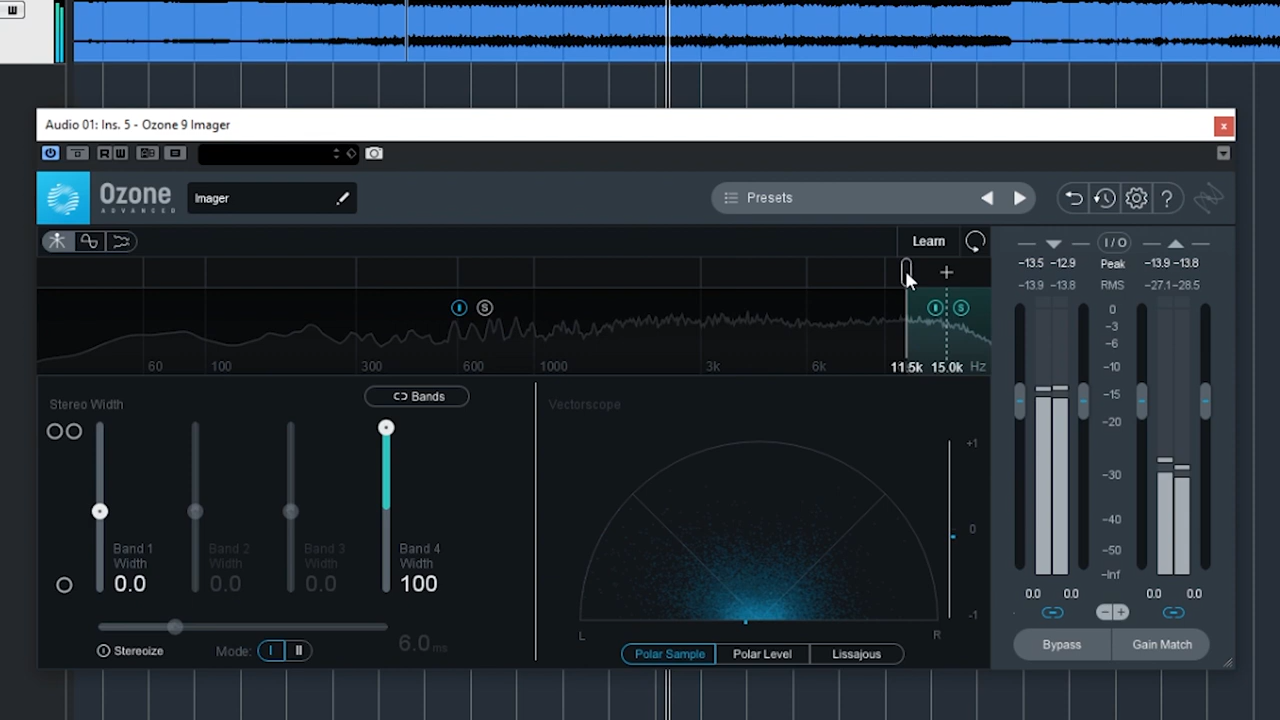 W
Audio 01: Ins. 5 - Ozone 9 Imager
x
R W
Ozone
ADVANCED
Imager
Presets
?
Learn
+
I S
I S
60 100 300 600 1000 3k 6k 11.5k 15.0k Hz
Stereo Width
Bands
Band 1 Width 0.0
Band 2 Width 0.0
Band 3 Width 0.0
Band 4 Width 100
Stereoize
Mode: I II
6.0 ms
Vectorscope
+1
0
-1
L R
Polar Sample Polar Level Lissajous
I/O
-13.5 -12.9 Peak -13.9 -13.8
-13.9 -13.8 RMS -27.1 -28.5
0
-3
-6
-10
-15
-20
-30
-40
-50
-Inf
0.0 0.0 0.0 0.0
- +
Bypass Gain Match